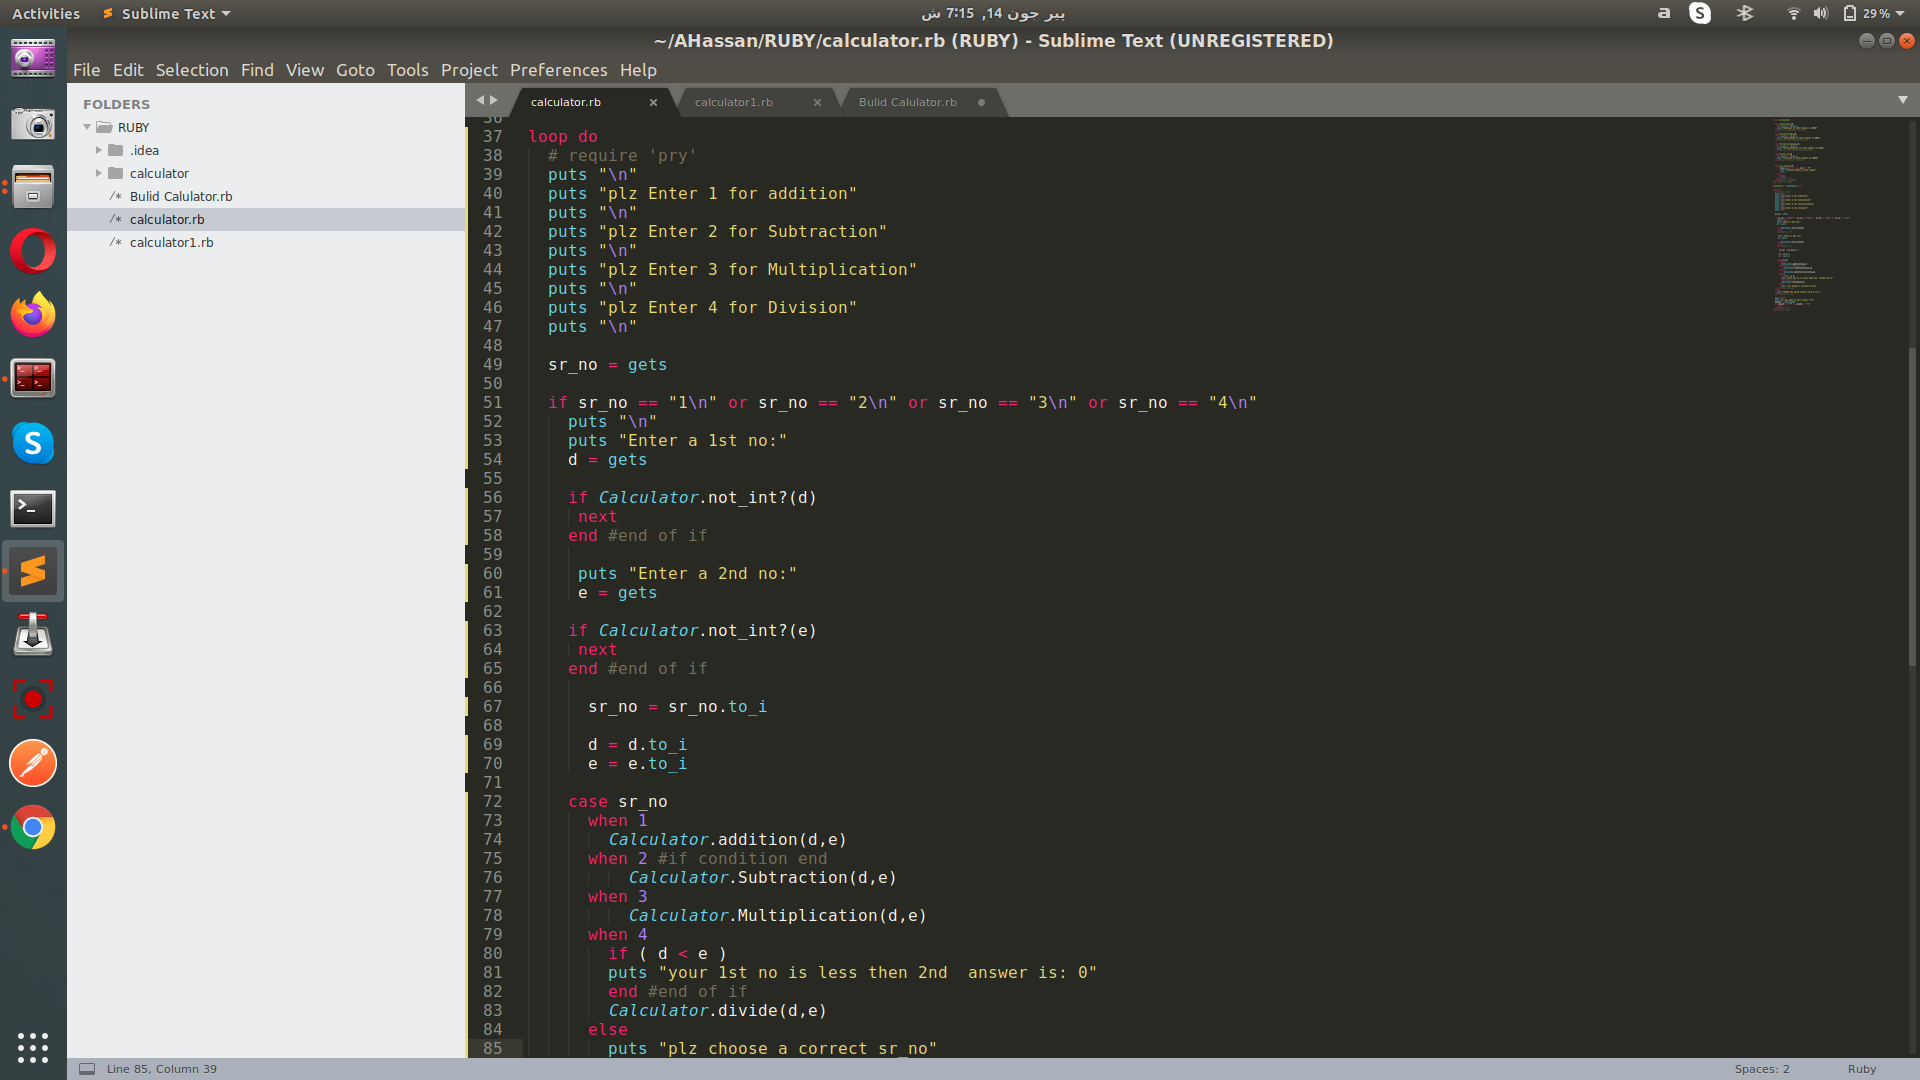 Activities
Sublime Text
پیر جون 14, 7:15 ش
29 %
~/AHassan/RUBY/calculator.rb (RUBY) - Sublime Text (UNREGISTERED)
File Edit Selection Find View Goto Tools Project Preferences Help
FOLDERS
RUBY
.idea
calculator
/* Bulid Calulator.rb
/* calculator.rb
/* calculator1.rb
calculator.rb
calculator1.rb
Bulid Calulator.rb
36
37 loop do
38 # require 'pry'
39 puts "\n"
40 puts "plz Enter 1 for addition"
41 puts "\n"
42 puts "plz Enter 2 for Subtraction"
43 puts "\n"
44 puts "plz Enter 3 for Multiplication"
45 puts "\n"
46 puts "plz Enter 4 for Division"
47 puts "\n"
48
49 sr_no = gets
50
51 if sr_no == "1\n" or sr_no == "2\n" or sr_no == "3\n" or sr_no == "4\n"
52 puts "\n"
53 puts "Enter a 1st no:"
54 d = gets
55
56 if Calculator.not_int?(d)
57 next
58 end #end of if
59
60 puts "Enter a 2nd no:"
61 e = gets
62
63 if Calculator.not_int?(e)
64 next
65 end #end of if
66
67 sr_no = sr_no.to_i
68
69 d = d.to_i
70 e = e.to_i
71
72 case sr_no
73 when 1
74 Calculator.addition(d,e)
75 when 2 #if condition end
76 Calculator.Subtraction(d,e)
77 when 3
78 Calculator.Multiplication(d,e)
79 when 4
80 if ( d < e )
81 puts "your 1st no is less then 2nd  answer is: 0"
82 end #end of if
83 Calculator.divide(d,e)
84 else
85 puts "plz choose a correct sr_no"
Line 85, Column 39
Spaces: 2
Ruby